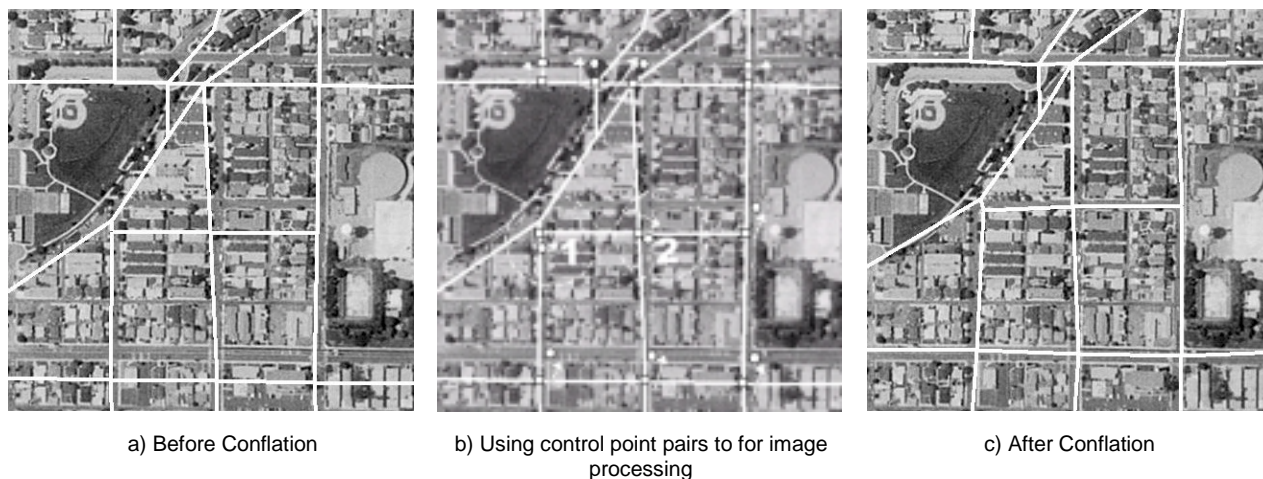 1
2
a) Before Conflation
b) Using control point pairs to for image
processing
c) After Conflation